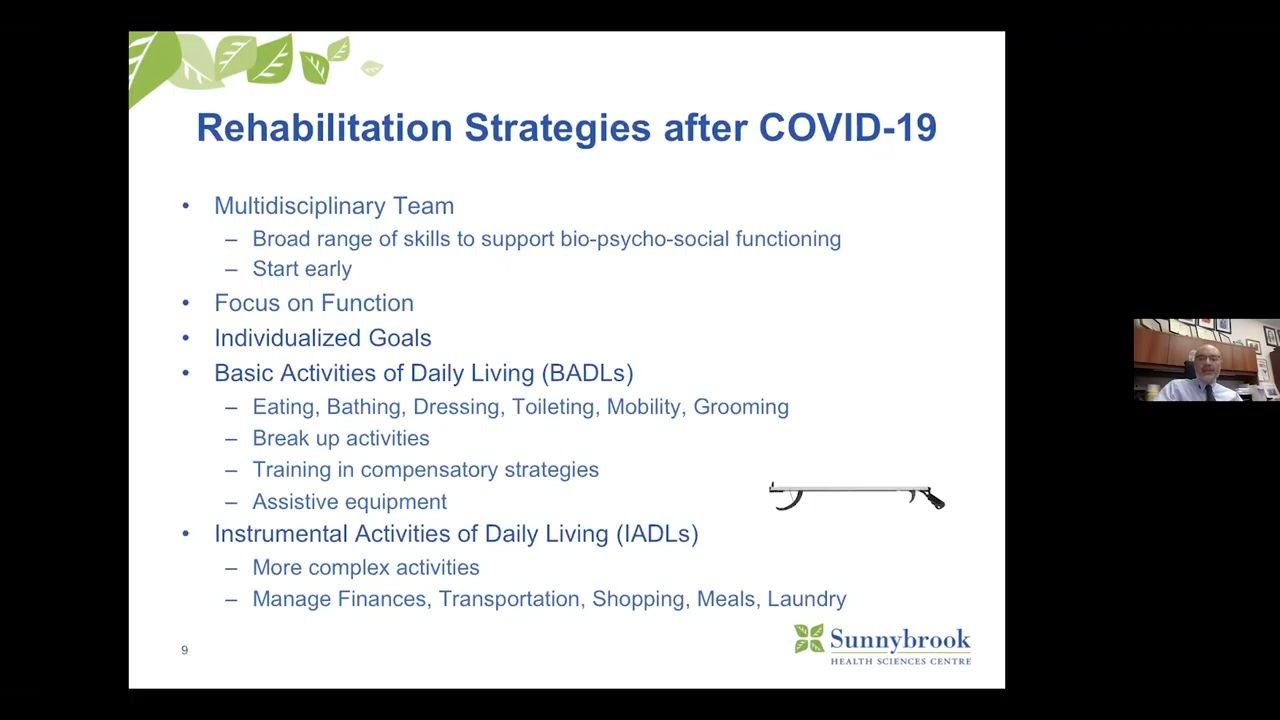 Rehabilitation Strategies after COVID-19
• Multidisciplinary Team
– Broad range of skills to support bio-psycho-social functioning
– Start early
• Focus on Function
• Individualized Goals
• Basic Activities of Daily Living (BADLs)
– Eating, Bathing, Dressing, Toileting, Mobility, Grooming
– Break up activities
– Training in compensatory strategies
– Assistive equipment
• Instrumental Activities of Daily Living (IADLs)
– More complex activities
– Manage Finances, Transportation, Shopping, Meals, Laundry
9
Sunnybrook
HEALTH SCIENCES CENTRE